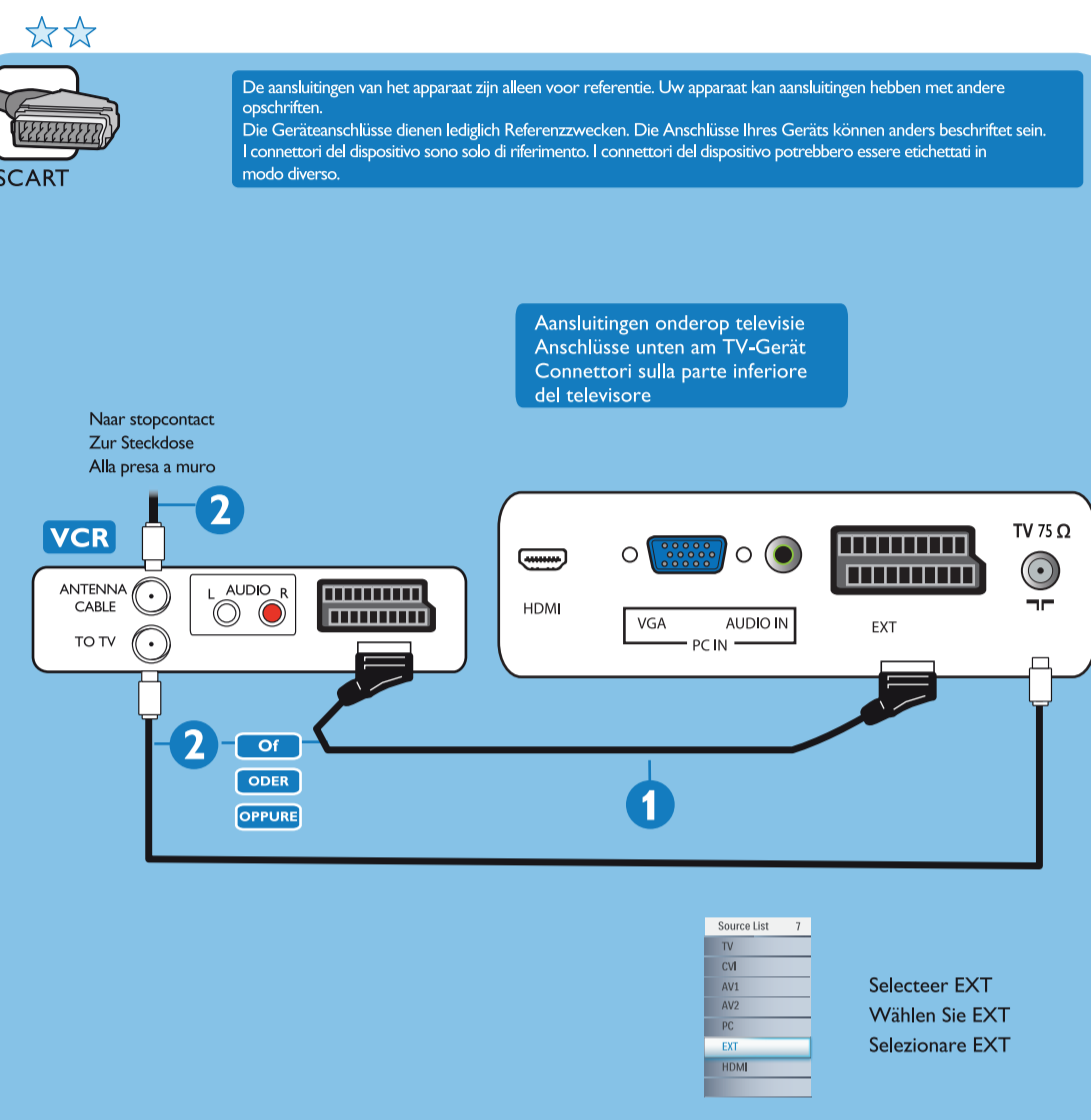 SCART
De aansluitingen van het apparaat zijn alleen voor referentie. Uw apparaat kan aansluitingen hebben met andere
opschriften.
Die Geräteanschlüsse dienen lediglich Referenzzwecken. Die Anschlüsse Ihres Geräts können anders beschriftet sein.
I connettori del dispositivo sono solo di riferimento. I connettori del dispositivo potrebbero essere etichettati in
modo diverso.
Aansluitingen onderop televisie
Anschlüsse unten am TV-Gerät
Connettori sulla parte inferiore
del televisore
Naar stopcontact
Zur Steckdose
Alla presa a muro
2
VCR
ANTENNA
CABLE
TO TV
L AUDIO R
HDMI
VGA AUDIO IN
PC IN
EXT
TV 75 Ω
2
Of
ODER
OPPURE
1
Source List 7
TV
CVI
AV1
AV2
PC
EXT
HDMI
Selecteer EXT
Wählen Sie EXT
Selezionare EXT